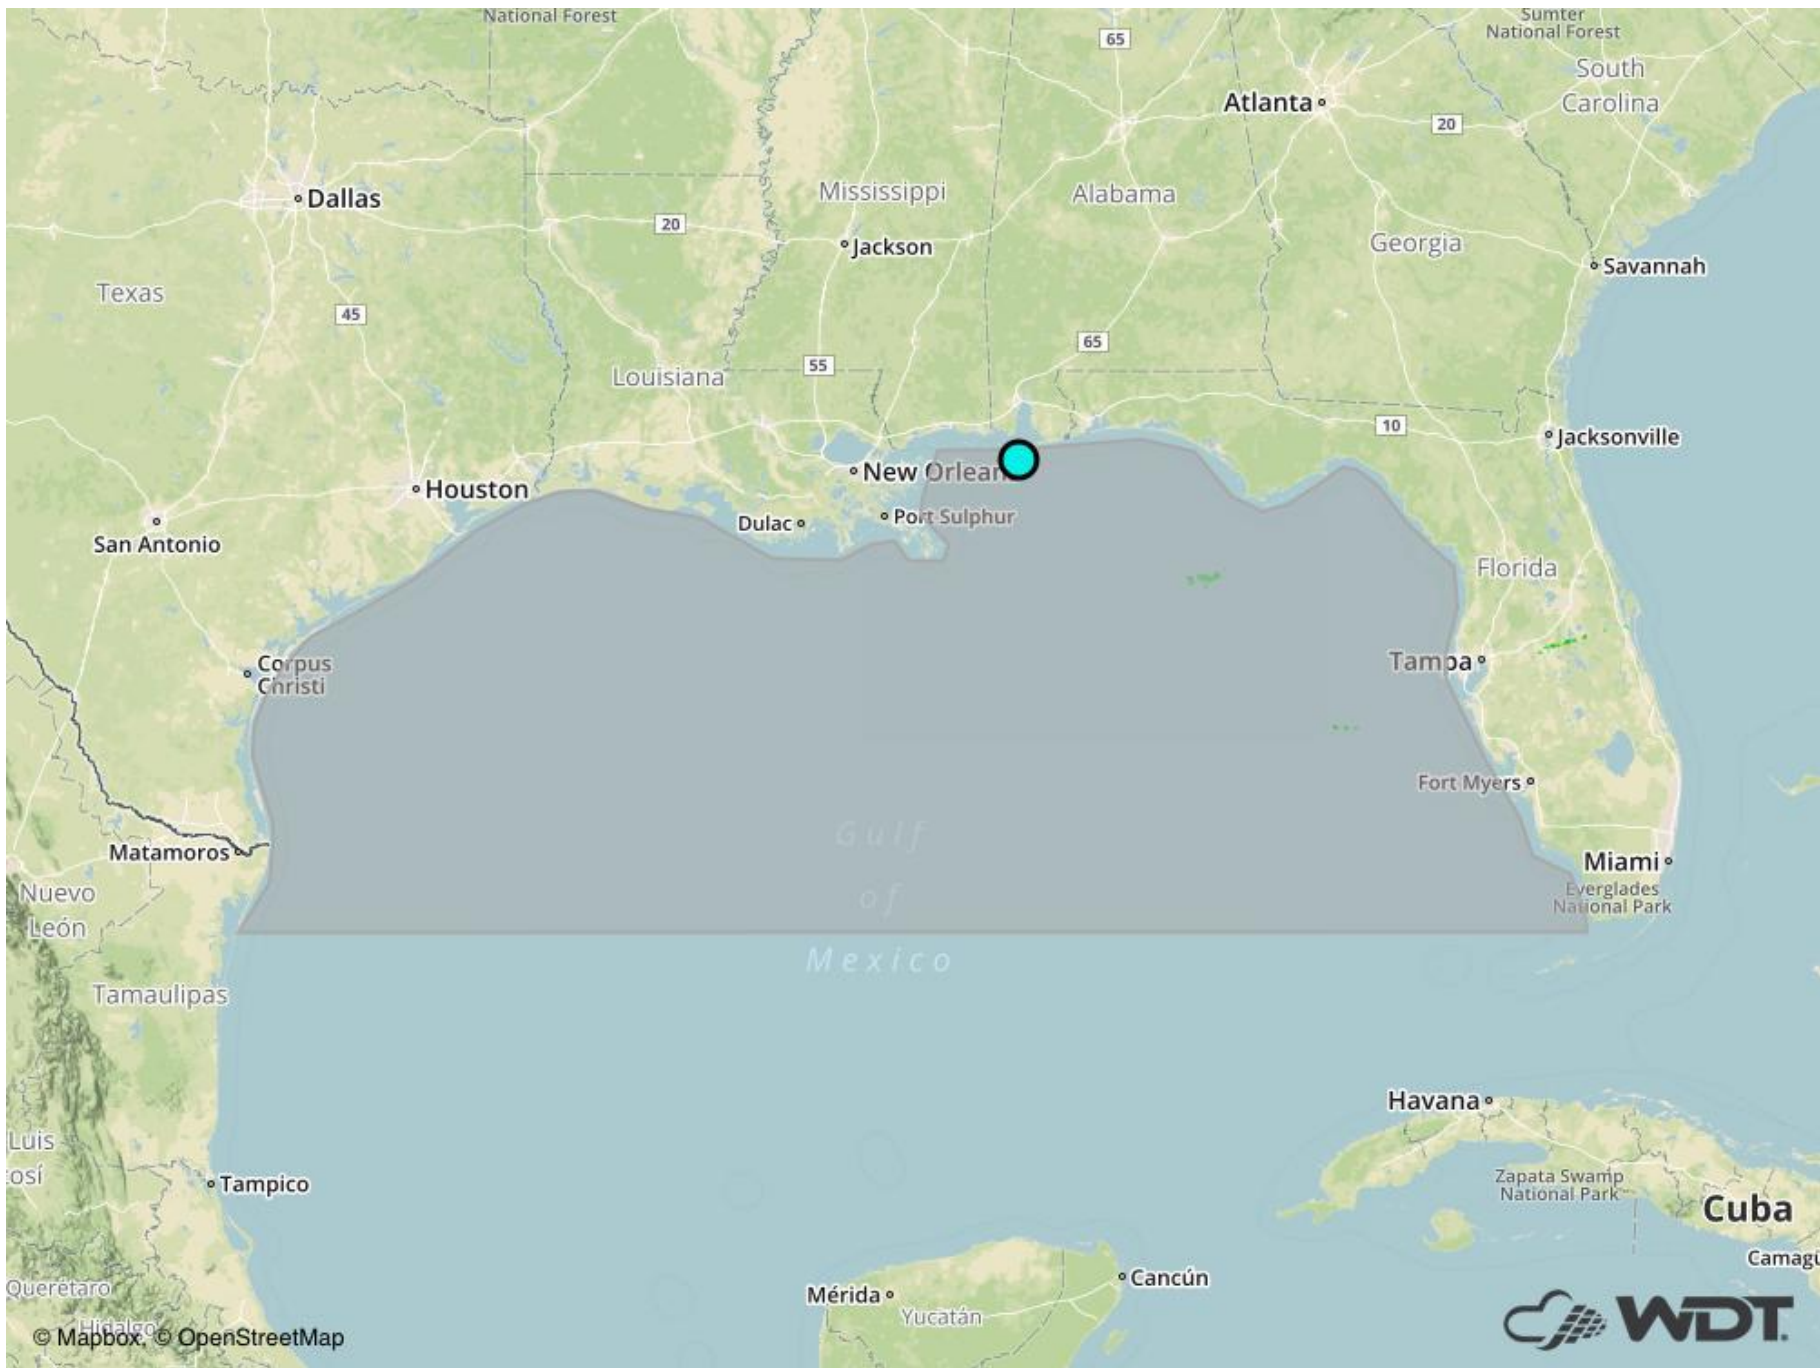 National Forest
65
Sumter
National Forest
South
Carolina
Atlanta
20
Dallas
Mississippi
Alabama
20
Jackson
Georgia
Savannah
Texas
45
65
55
Louisiana
10
Jacksonville
New Orlean
Houston
Port Sulphur
Dulac
San Antonio
Florida
Corpus
Christi
Tampa
Fort Myers
Gulf
of
Mexico
Matamoros
Miami
Everglades
National Park
Nuevo
León
Tamaulipas
Havana
Luis
osí
Tampico
Zapata Swamp
National Park
Cuba
Camagü
Cancún
Mérida
Yucatán
Querétaro
Hidalgo
© Mapbox, © OpenStreetMap
WDT